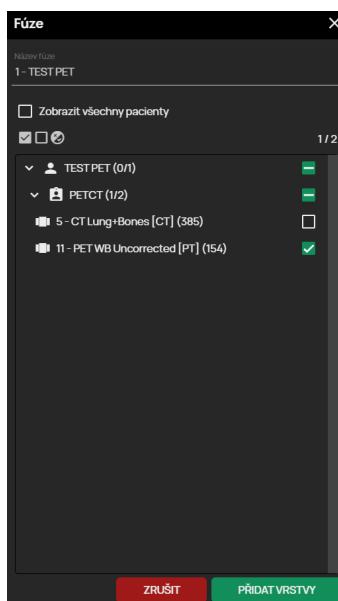 Fúze
Název fúze
1 - TEST PET
Zobrazit všechny pacienty
1 / 2
TEST PET (0/1)
PETCT (1/2)
5 - CT Lung+Bones [CT] (385)
11 - PET WB Uncorrected [PT] (154)
ZRUŠIT PŘIDAT VRSTVY